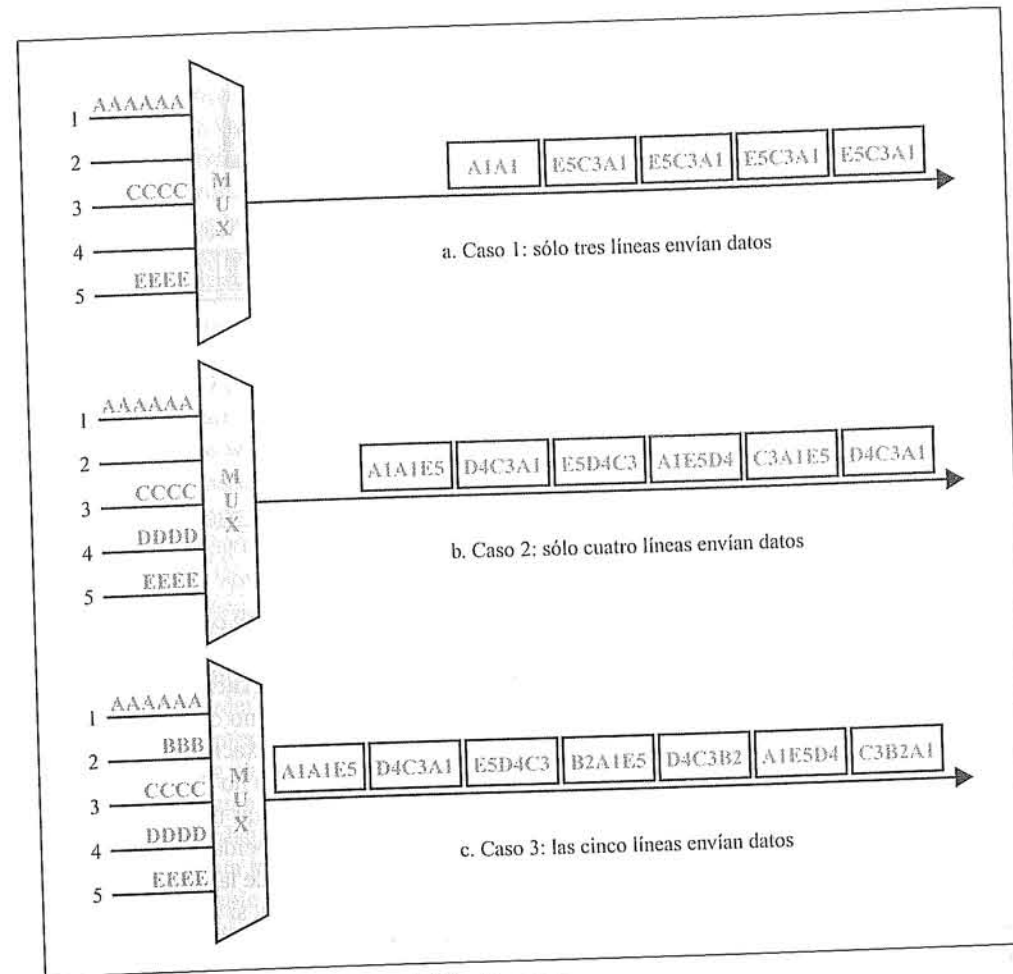 1 AAAAAA
2
3 CCCC
4
5 EEEE
MUX
A1A1 E5C3A1 E5C3A1 E5C3A1 E5C3A1
a. Caso 1: sólo tres líneas envían datos
1 AAAAAA
2
3 CCCC
4 DDDD
5 EEEE
MUX
A1A1E5 D4C3A1 E5D4C3 A1E5D4 C3A1E5 D4C3A1
b. Caso 2: sólo cuatro líneas envían datos
1 AAAAAA
2 BBB
3 CCCC
4 DDDD
5 EEEE
MUX
A1A1E5 D4C3A1 E5D4C3 B2A1E5 D4C3B2 A1E5D4 C3B2A1
c. Caso 3: las cinco líneas envían datos